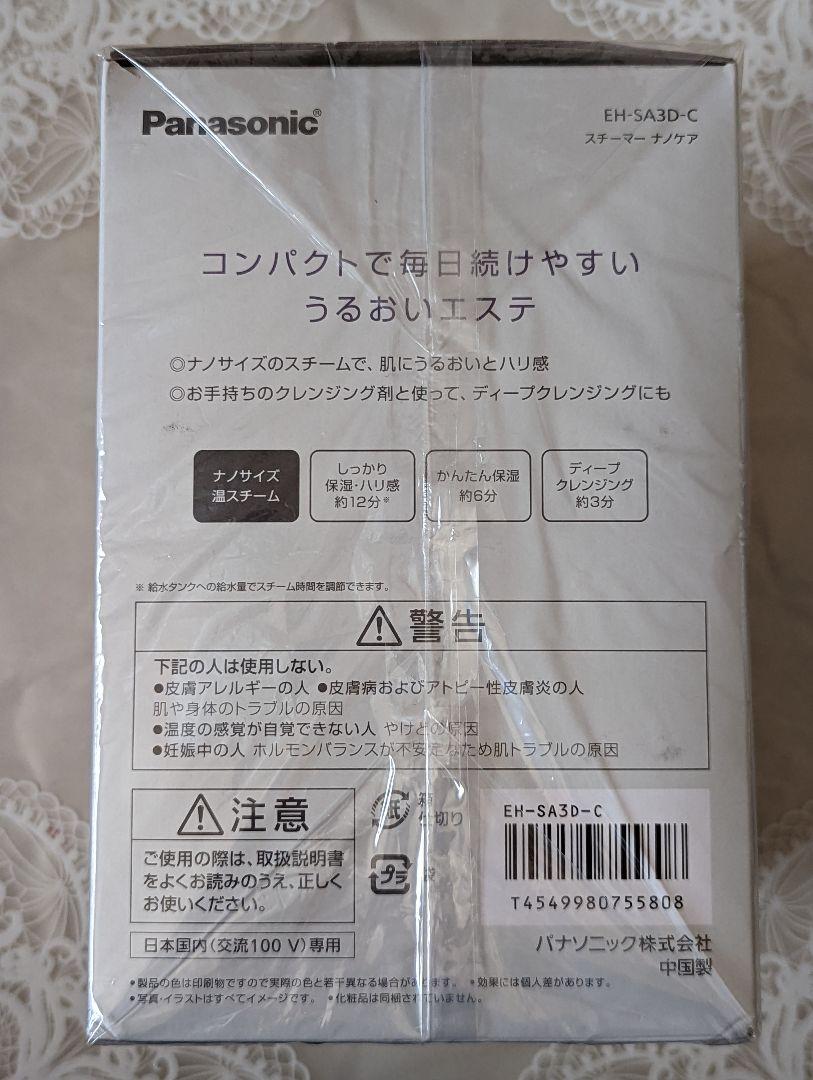 Panasonic®
EH-SA3D-C
スチーマー ナノケア
コンパクトで毎日続けやすい
うるおいエステ
◎ナノサイズのスチームで、肌にうるおいとハリ感
◎お手持ちのクレンジング剤と使って、ディープクレンジングにも
ナノサイズ
温スチーム
しっかり
保湿・ハリ感
約12分※
かんたん保湿
約6分
ディープ
クレンジング
約3分
※ 給水タンクへの給水量でスチーム時間を調節できます。
警告
下記の人は使用しない。
●皮膚アレルギーの人 ●皮膚病およびアトピー性皮膚炎の人
肌や身体のトラブルの原因
●温度の感覚が自覚できない人 やけどの原因
●妊娠中の人 ホルモンバランスが不安定なため肌トラブルの原因
注意
ご使用の際は、取扱説明書
をよくお読みのうえ、正しく
お使いください。
日本国内(交流100 V)専用
紙
箱
仕切り
プラ
袋
EH-SA3D-C
T4549980755808
パナソニック株式会社
中国製
•製品の色は印刷物ですので実際の色と若干異なる場合があります。 •効果には個人差があります。
•写真・イラストはすべてイメージです。 •化粧品は同梱されていません。